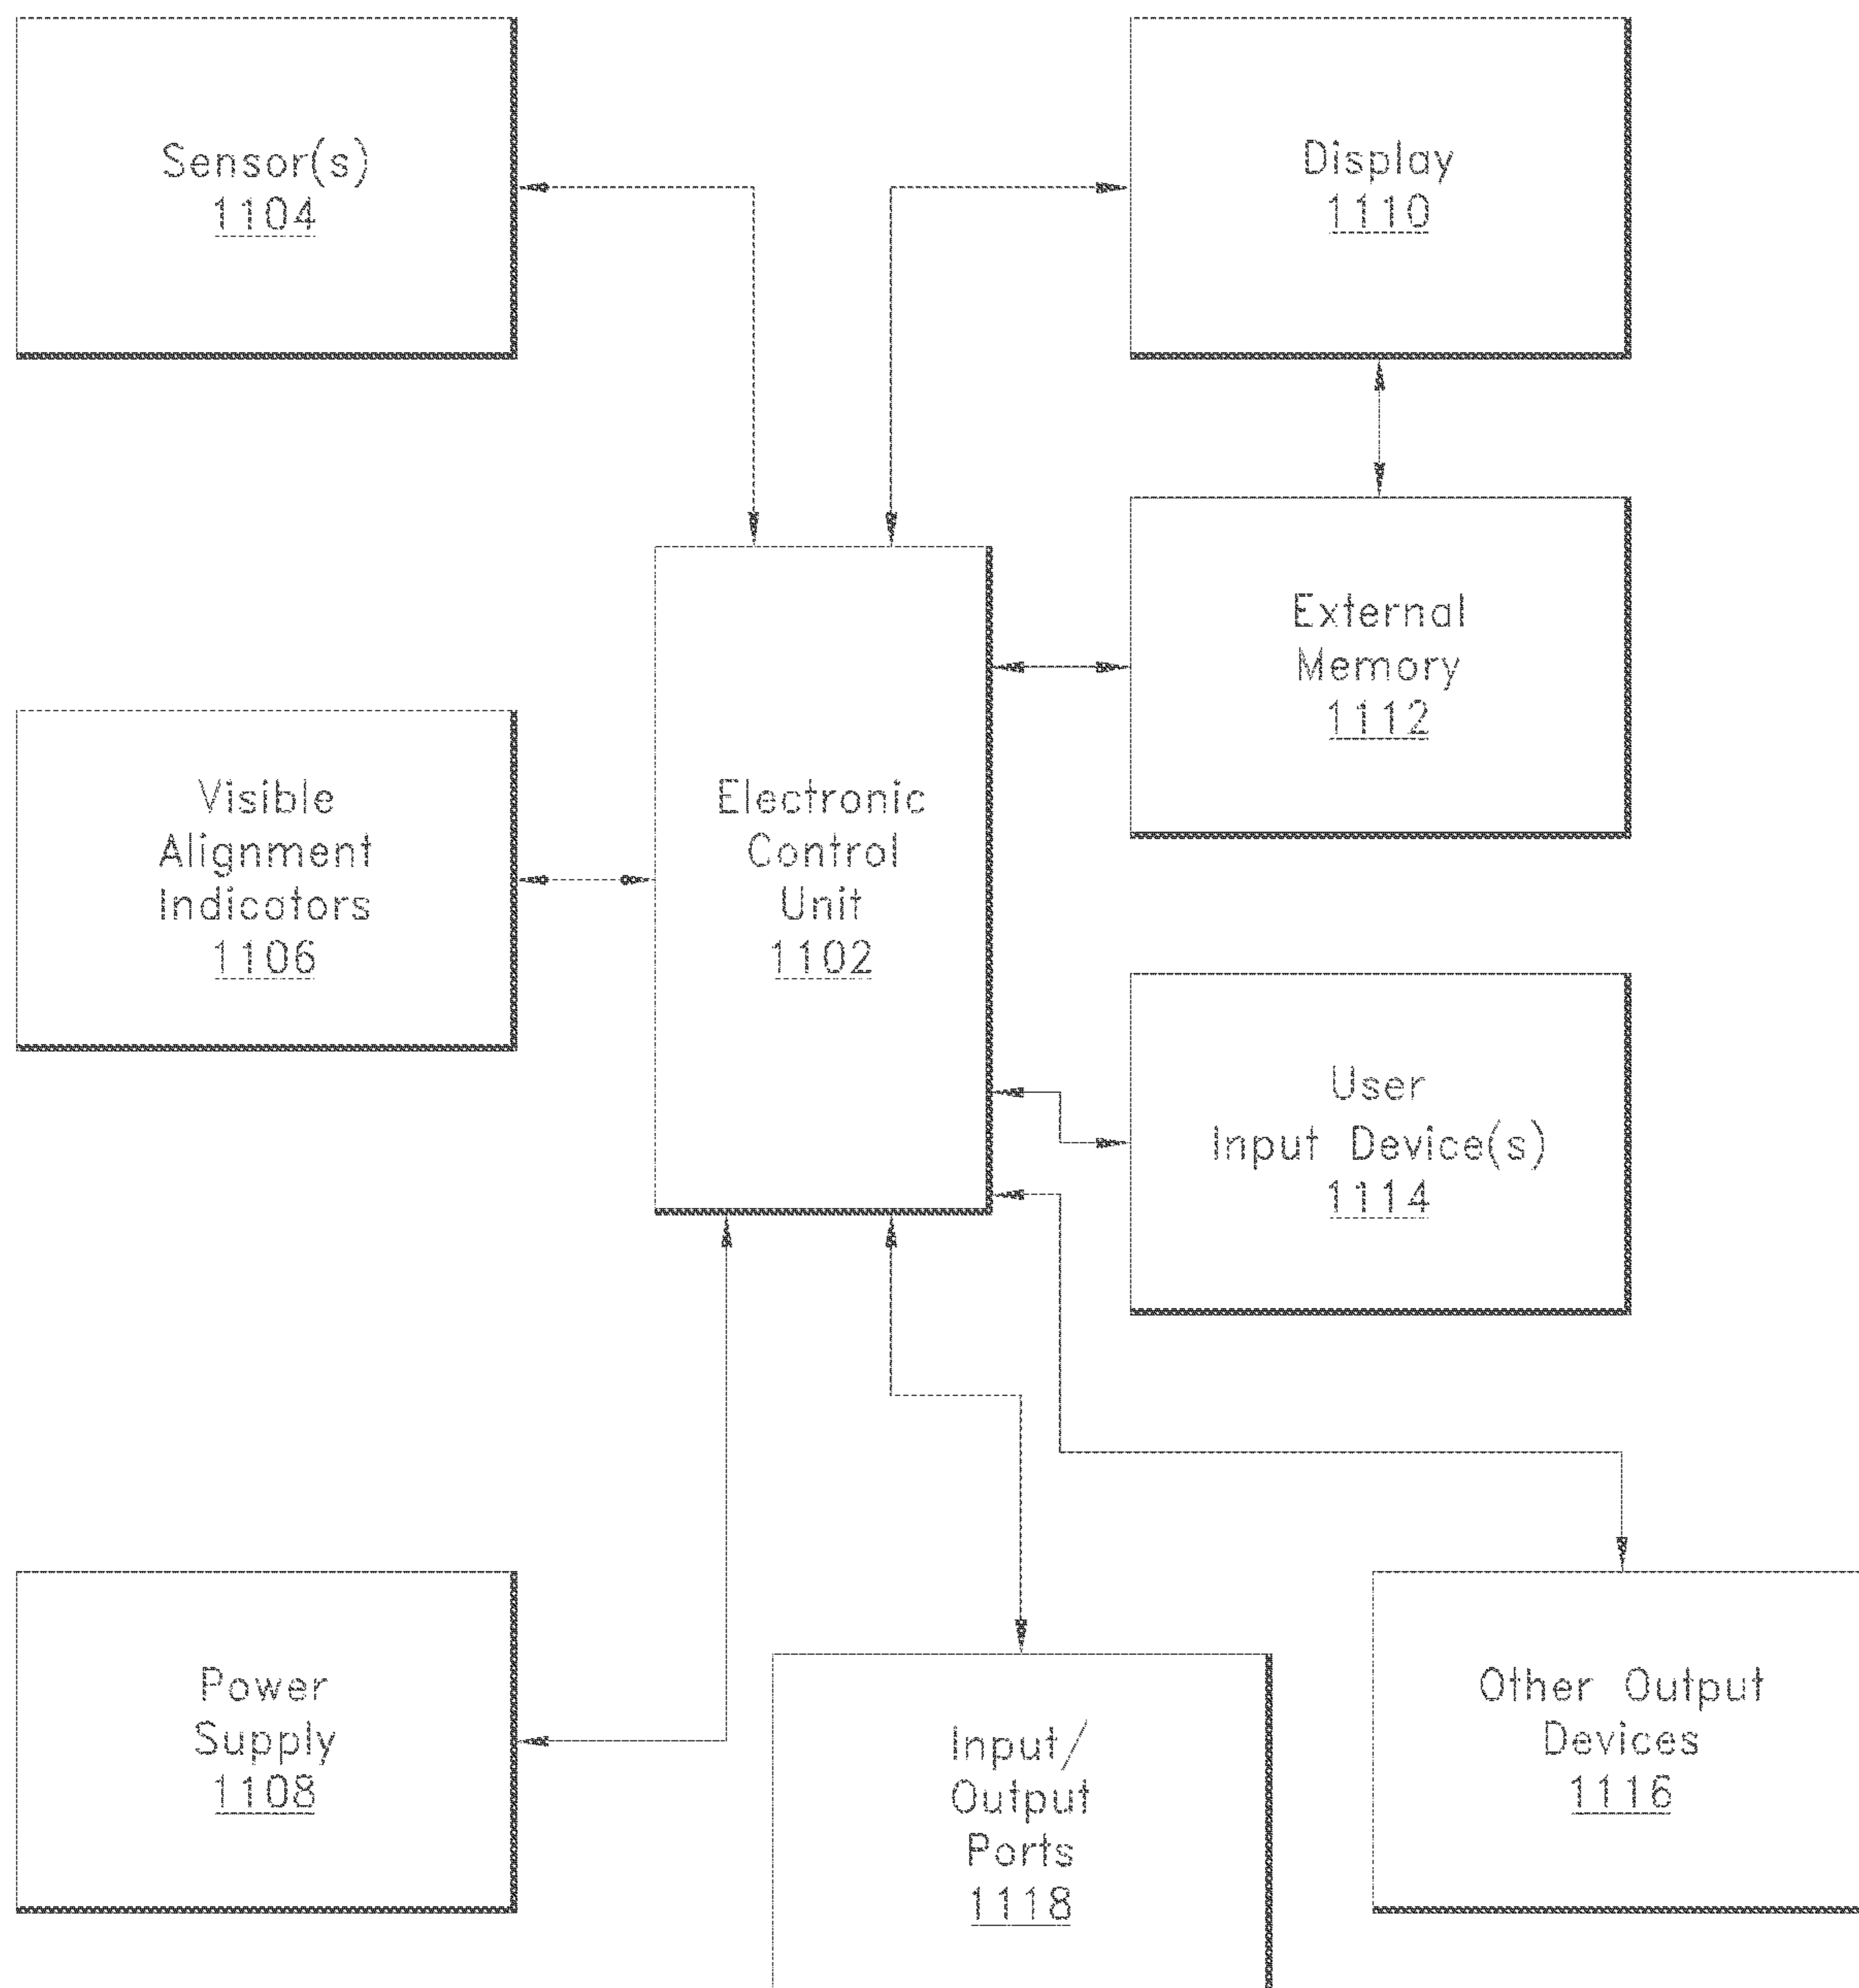 Sensor(s)
1104
Display
1110
External
Memory
1112
Visible
Alignment
Indicators
1106
Electronic
Control
Unit
1102
User
Input Device(s)
1114
Power
Supply
1108
Input/
Output
Ports
1118
Other Output
Devices
1116